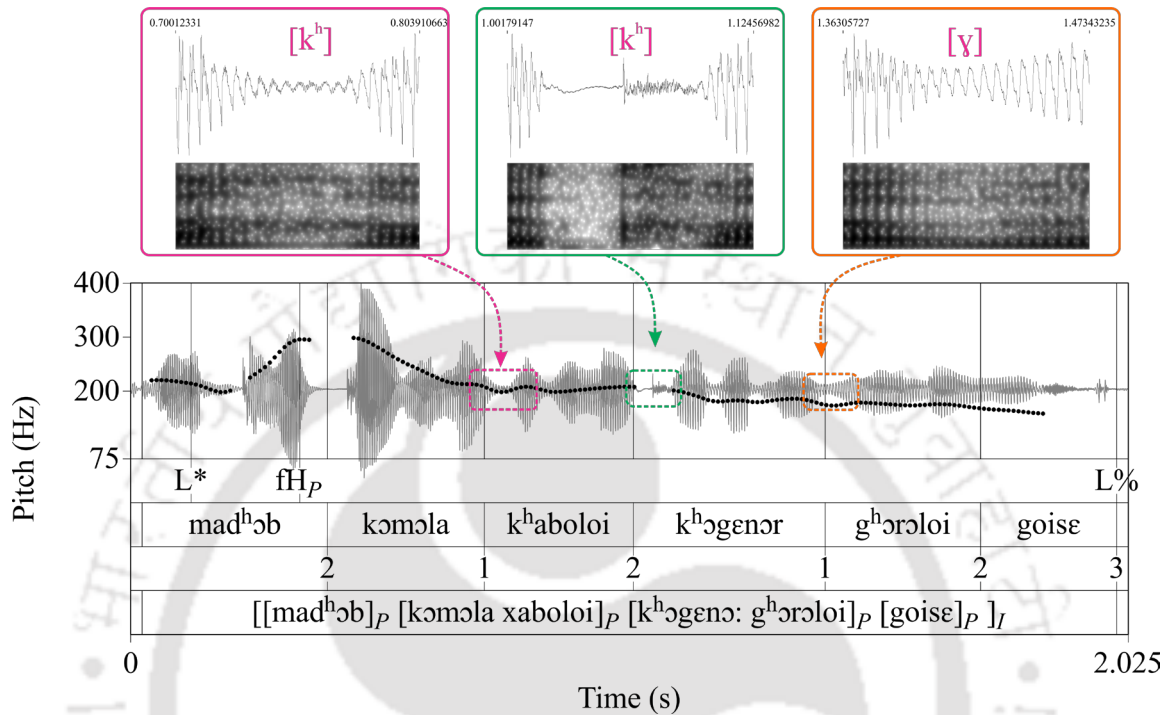 0.70012331 0.803910663 1.00179147 1.12456982 1.36305727 1.47343235
[kʰ] [kʰ] [ɣ]
400
300
200
75
Pitch (Hz)
L* fH_P L%
madʰɔb kɔmɔla kʰaboloi kʰɔgɛnɔr gʰɔrɔloi goisɛ
2 1 2 1 2 3
[[madʰɔb]_P [kɔmɔla xaboloi]_P [kʰɔgɛnɔ: gʰɔrɔloi]_P [goisɛ]_P ]_I
0 2.025
Time (s)